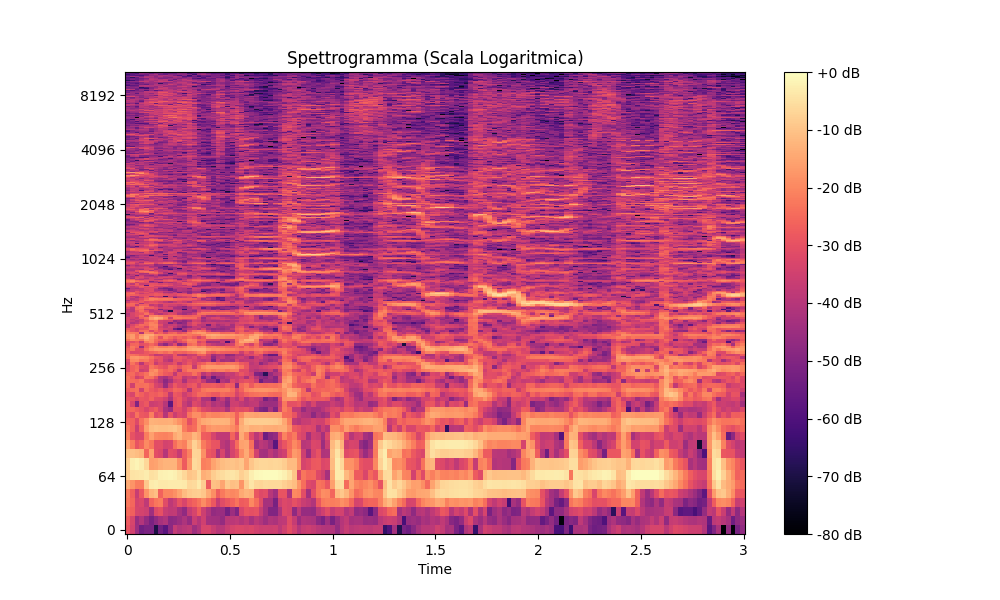 Spettrogramma (Scala Logaritmica)
8192
4096
2048
1024
512
256
128
64
0
Hz
0
0.5
1
1.5
2
2.5
3
Time
+0 dB
-10 dB
-20 dB
-30 dB
-40 dB
-50 dB
-60 dB
-70 dB
-80 dB